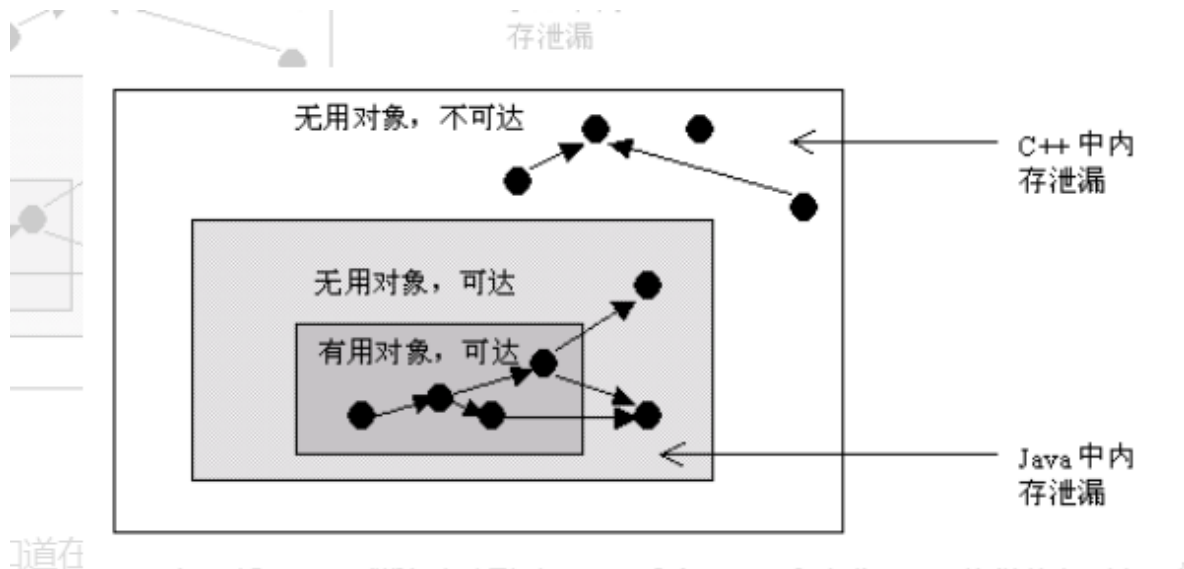 存泄漏
无用对象，不可达
C++ 中内
存泄漏
无用对象，可达
有用对象，可达
Java 中内
存泄漏
道在